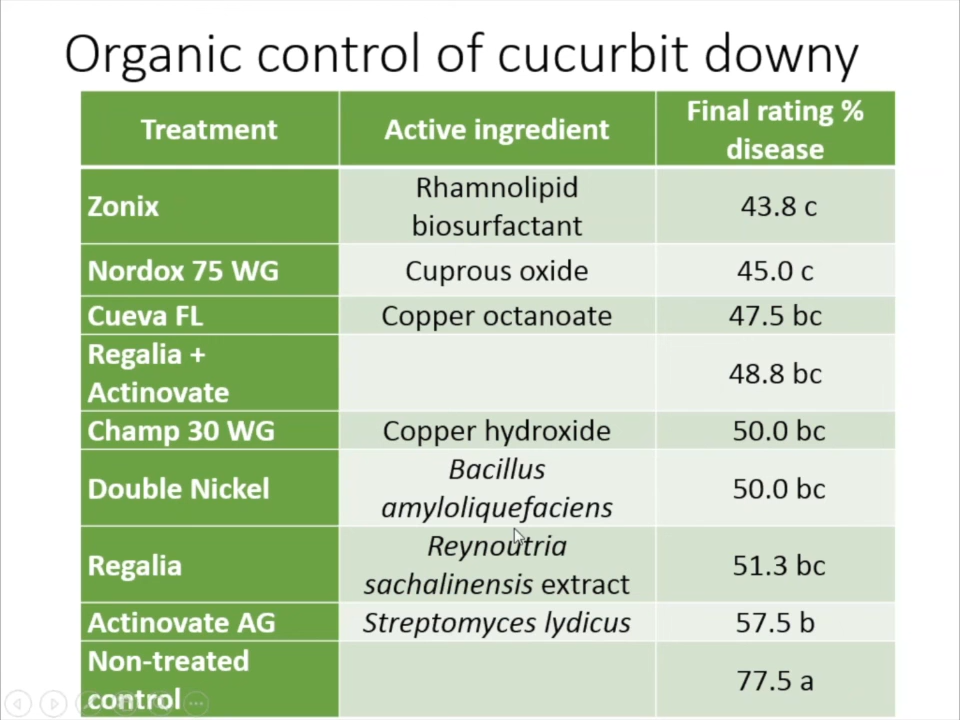 Organic control of cucurbit downy
Treatment
Active ingredient
Final rating %
disease
Zonix
Rhamnolipid
biosurfactant
43.8 c
Nordox 75 WG
Cuprous oxide
45.0 c
Cueva FL
Copper octanoate
47.5 bc
Regalia +
Actinovate
48.8 bc
Champ 30 WG
Copper hydroxide
50.0 bc
Double Nickel
Bacillus
amyloliquefaciens
50.0 bc
Regalia
Reynoutria
sachalinensis extract
51.3 bc
Actinovate AG
Streptomyces lydicus
57.5 b
Non-treated
control
77.5 a